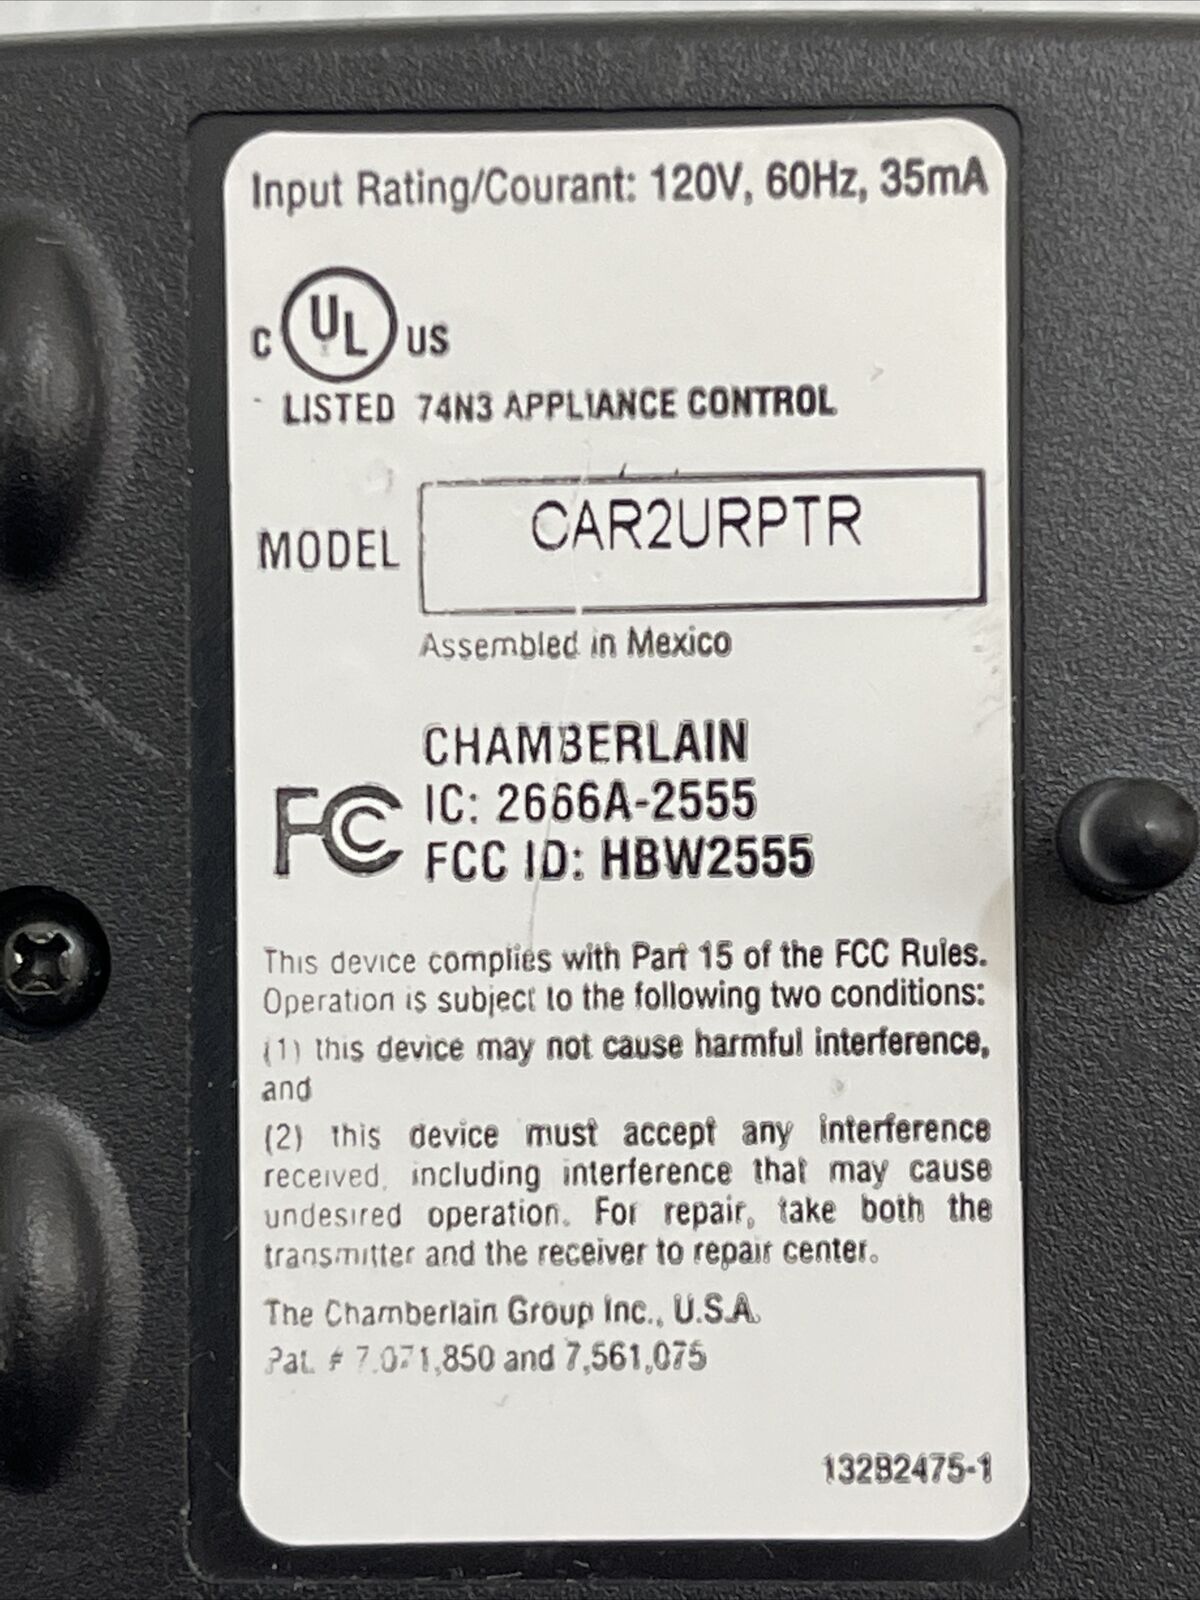 Input Rating/Courant: 120V, 60Hz, 35mA
C UL US
LISTED 74N3 APPLIANCE CONTROL
MODEL CAR2URPTR
Assembled in Mexico
CHAMBERLAIN
FC IC: 2666A-2555
FCC ID: HBW2555
This device complies with Part 15 of the FCC Rules.
Operation is subject to the following two conditions:
(1) this device may not cause harmful interference,
and
(2) this device must accept any interference
received, including interference that may cause
undesired operation. For repair, take both the
transmitter and the receiver to repair center.
The Chamberlain Group Inc., U.S.A.
Pat. # 7,071,850 and 7,561,075
132B2475-1